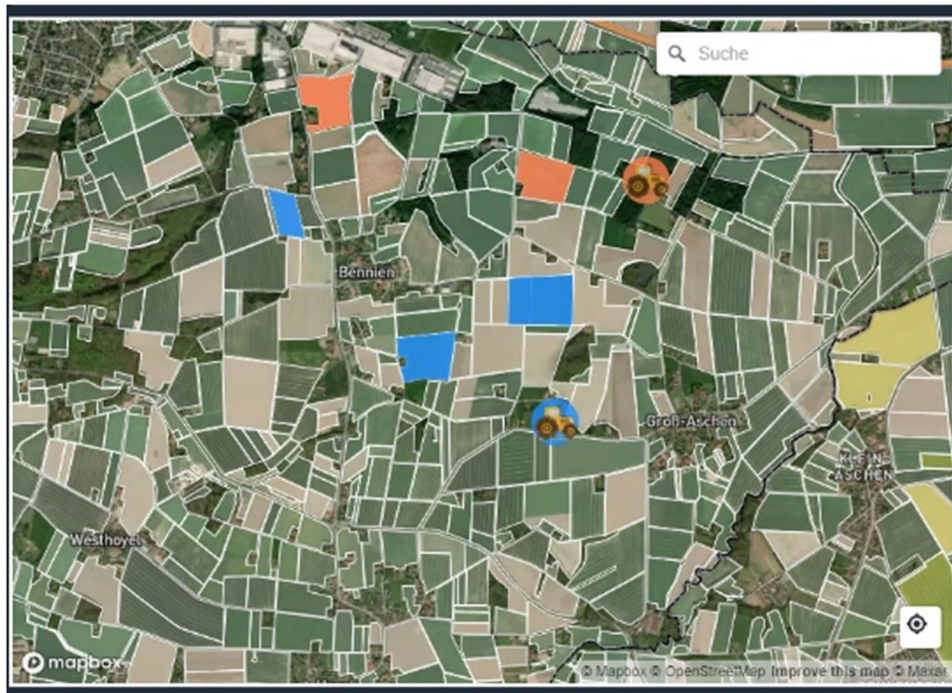 Suche
Bennien
Groß-Aschen
KLEIN-
ASCHEN
Westhoyel
mapbox
© Mapbox © OpenStreetMap Improve this map © Maxar